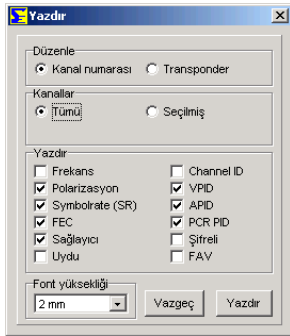 Yazdır
Düzenle
Kanal numarası Transponder
Kanallar
Tümü Seçilmiş
Yazdır
Frekans Channel ID
Polarizasyon VPID
Symbolrate (SR) APID
FEC PCR PID
Sağlayıcı Şifreli
Uydu FAV
Font yüksekliği
2 mm Vazgeç Yazdır